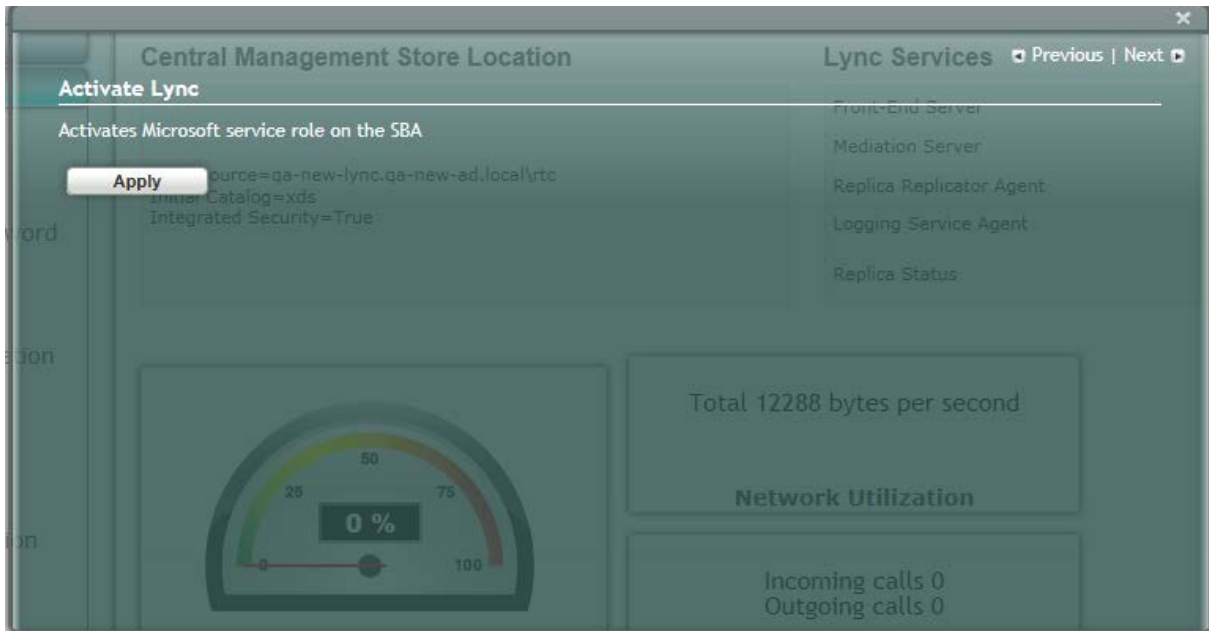 Central Management Store Location
Lync Services
Previous | Next
Activate Lync
Front-End Server
Activates Microsoft service role on the SBA
Mediation Server
Apply
ource=qa-new-lync.qa-new-ad.local\rtc
Replica Replicator Agent
Initial Catalog=xds
Integrated Security=True
Logging Service Agent
word
Replica Status
ation
Total 12288 bytes per second
50
25
75
Network Utilization
0 %
0
100
ion
Incoming calls 0
Outgoing calls 0